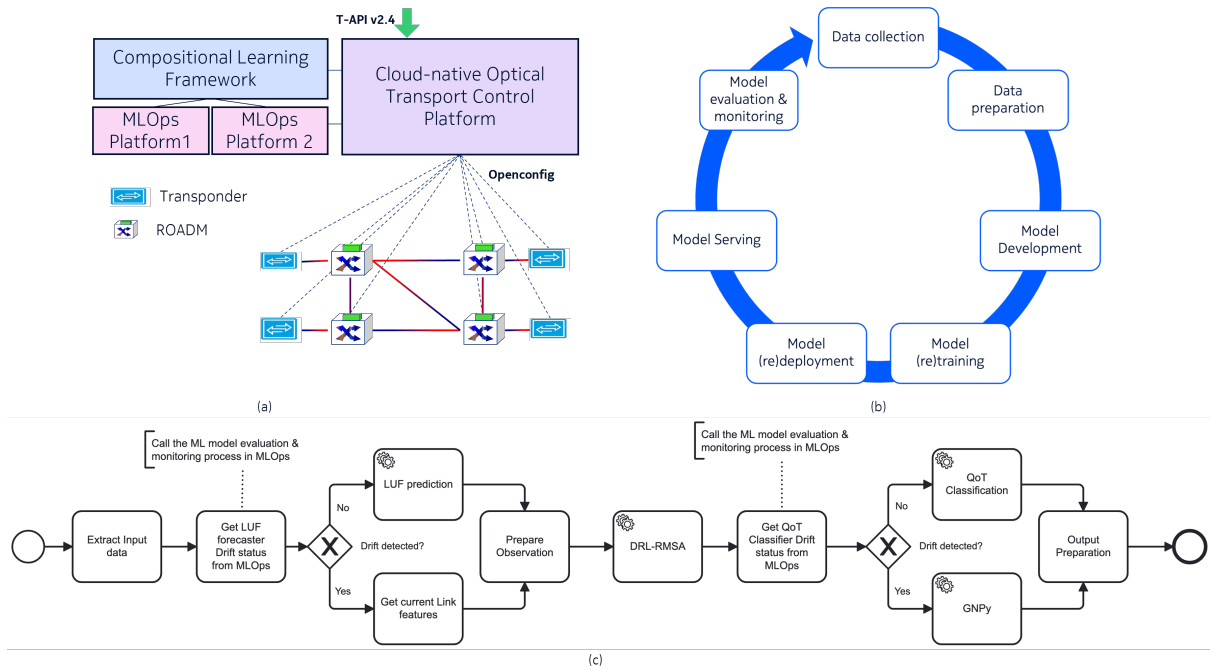 T-API v2.4
Compositional Learning
Framework
MLOps
Platform1
MLOps
Platform 2
Cloud-native Optical
Transport Control
Platform
Openconfig
Transponder
ROADM
(a)
Data collection
Data
preparation
Model
Development
Model
(re)training
Model
(re)deployment
Model Serving
Model
evaluation &
monitoring
(b)
Call the ML model evaluation &
monitoring process in MLOps
Extract Input
data
Get LUF
forecaster
Drift status
from MLOps
No
Drift detected?
Yes
LUF prediction
Get current Link
features
Prepare
Observation
DRL-RMSA
Call the ML model evaluation &
monitoring process in MLOps
Get QoT
Classifier Drift
status from
MLOps
No
Drift detected?
Yes
QoT
Classification
GNPy
Output
Preparation
(c)